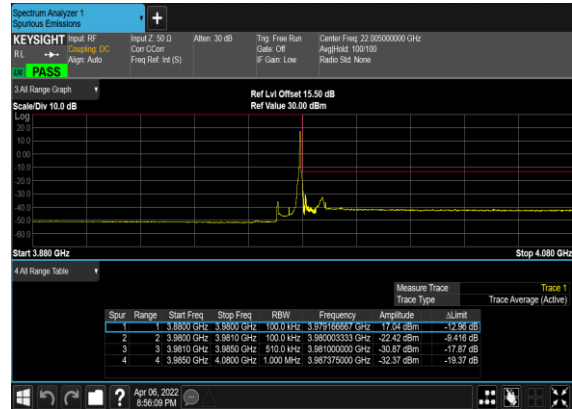 Spectrum Analyzer 1
Spurious Emissions
+
KEYSIGHT Input: RF Input Z: 50 Ω Atten: 30 dB Trig: Free Run Center Freq: 22.005000000 GHz
RL Coupling: DC Corr CCorr Gate: Off Avg|Hold: 100/100
Align: Auto Freq Ref: Int (S) IF Gain: Low Radio Std: None
LW PASS
3 All Range Graph
Ref Lvl Offset 15.50 dB
Scale/Div 10.0 dB Ref Value 30.00 dBm
Log
20.0
10.0
0.00
-10.0
-20.0
-30.0
-40.0
-50.0
-60.0
Start 3.880 GHz Stop 4.080 GHz
4 All Range Table
Measure Trace Trace 1
Trace Type Trace Average (Active)
Spur Range Start Freq Stop Freq RBW Frequency Amplitude ΔLimit
1 1 3.8800 GHz 3.9800 GHz 100.0 kHz 3.979166667 GHz 17.04 dBm -12.96 dB
2 2 3.9800 GHz 3.9810 GHz 100.0 kHz 3.980003333 GHz -22.42 dBm -9.416 dB
3 3 3.9810 GHz 3.9850 GHz 510.0 kHz 3.981000000 GHz -30.87 dBm -17.87 dB
4 4 3.9850 GHz 4.0800 GHz 1.000 MHz 3.987375000 GHz -32.37 dBm -19.37 dB
? Apr 06, 2022
8:56:09 PM